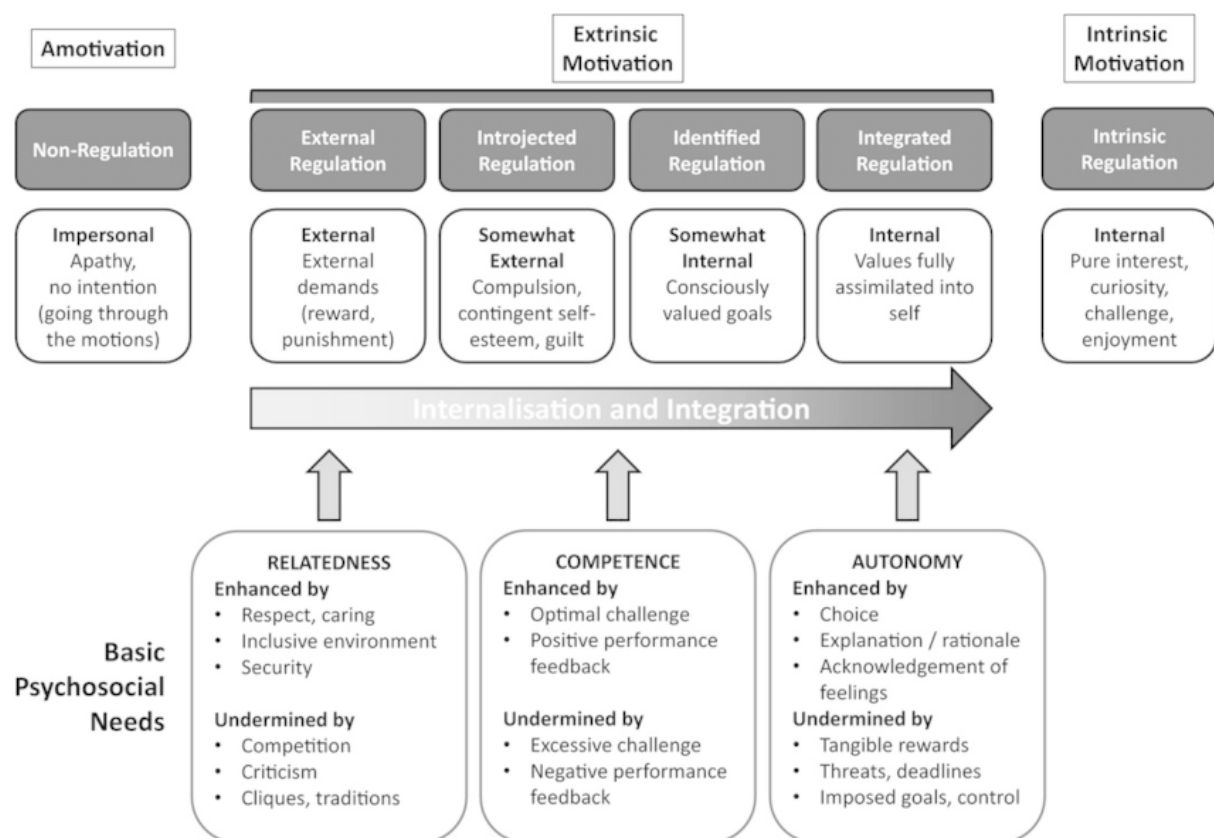 Amotivation
Extrinsic
Motivation
Intrinsic
Motivation
Non-Regulation
External
Regulation
Introjected
Regulation
Identified
Regulation
Integrated
Regulation
Intrinsic
Regulation
Impersonal
Apathy,
no intention
(going through
the motions)
External
External
demands
(reward,
punishment)
Somewhat
External
Compulsion,
contingent self-
esteem, guilt
Somewhat
Internal
Consciously
valued goals
Internal
Values fully
assimilated into
self
Internal
Pure interest,
curiosity,
challenge,
enjoyment
Internalisation and Integration
Basic
Psychosocial
Needs
RELATEDNESS
Enhanced by
• Respect, caring
• Inclusive environment
• Security
Undermined by
• Competition
• Criticism
• Cliques, traditions
COMPETENCE
Enhanced by
• Optimal challenge
• Positive performance
feedback
Undermined by
• Excessive challenge
• Negative performance
feedback
AUTONOMY
Enhanced by
• Choice
• Explanation / rationale
• Acknowledgement of
feelings
Undermined by
• Tangible rewards
• Threats, deadlines
• Imposed goals, control